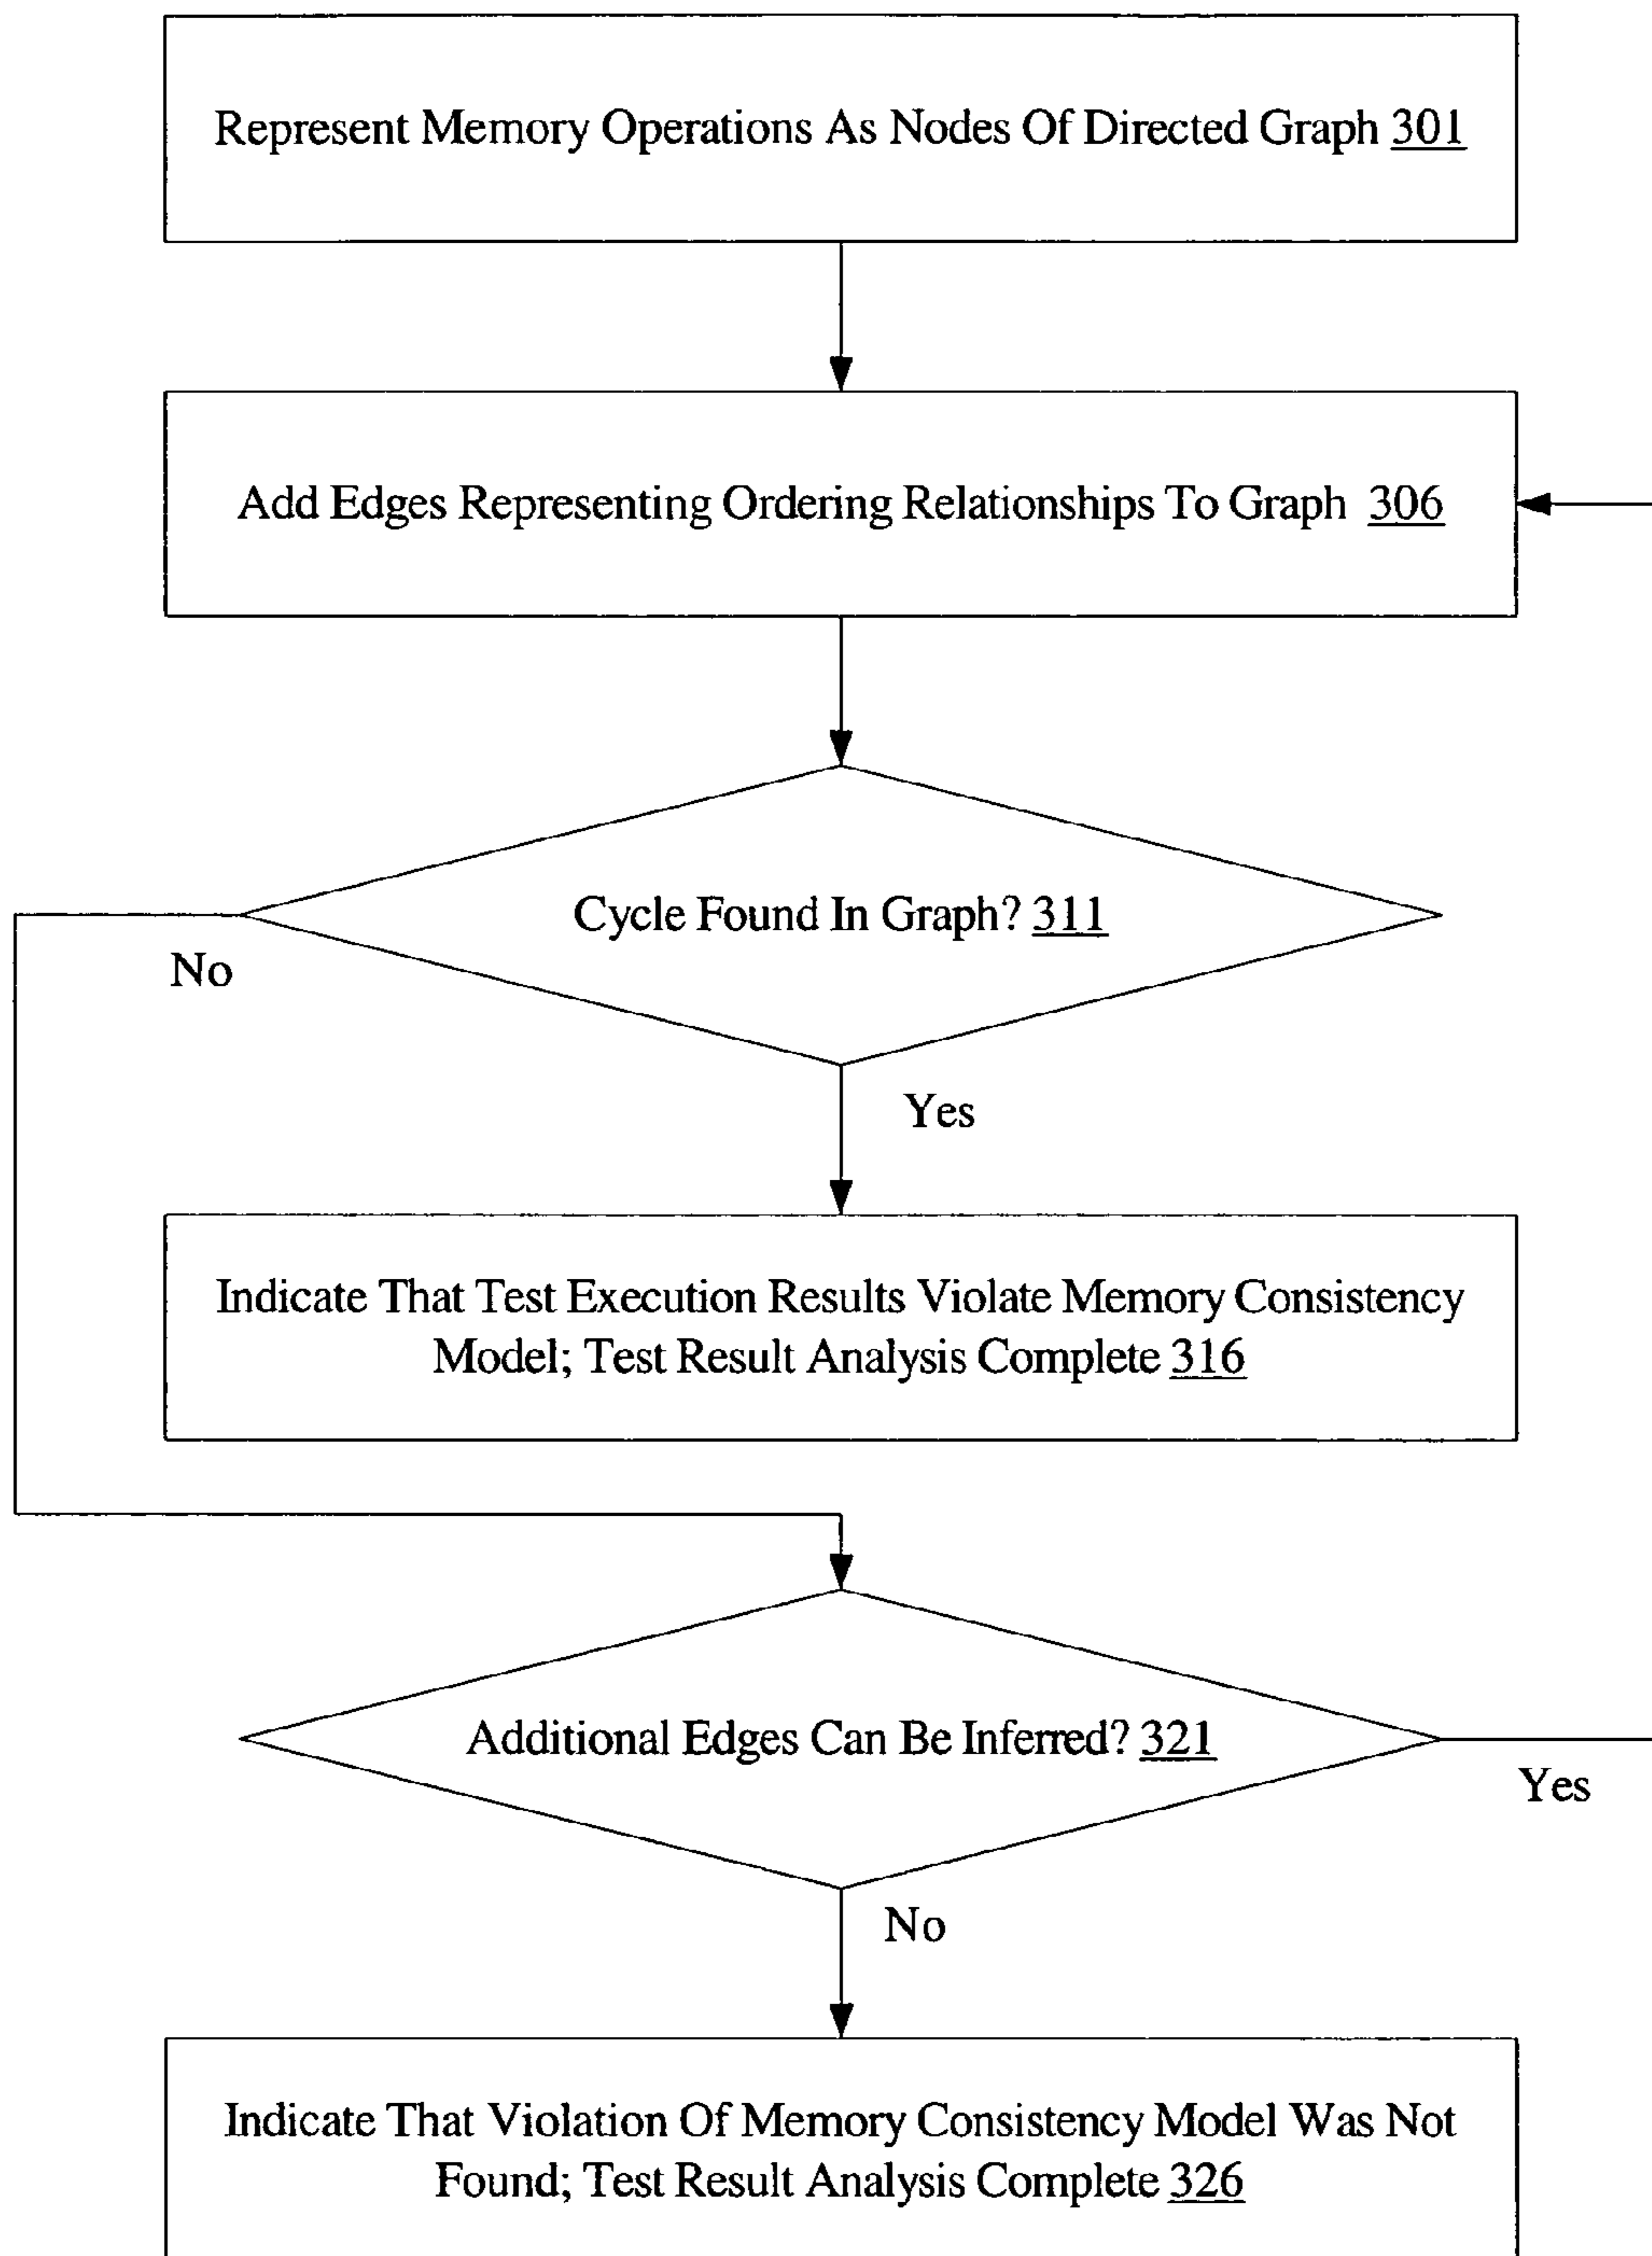 Represent Memory Operations As Nodes Of Directed Graph 301
Add Edges Representing Ordering Relationships To Graph 306
Cycle Found In Graph? 311
No
Yes
Indicate That Test Execution Results Violate Memory Consistency
Model; Test Result Analysis Complete 316
Additional Edges Can Be Inferred? 321
Yes
No
Indicate That Violation Of Memory Consistency Model Was Not
Found; Test Result Analysis Complete 326